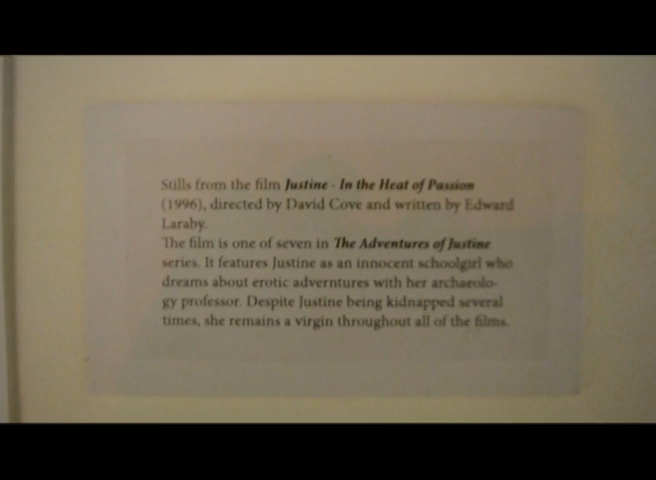 Stills from the film Justine - In the Heat of Passion
(1996), directed by David Cove and written by Edward
Laraby.
The film is one of seven in The Adventures of Justine
series. It features Justine as an innocent schoolgirl who
dreams about erotic adverntures with her archaeolo-
gy professor. Despite Justine being kidnapped several
times, she remains a virgin throughout all of the films.